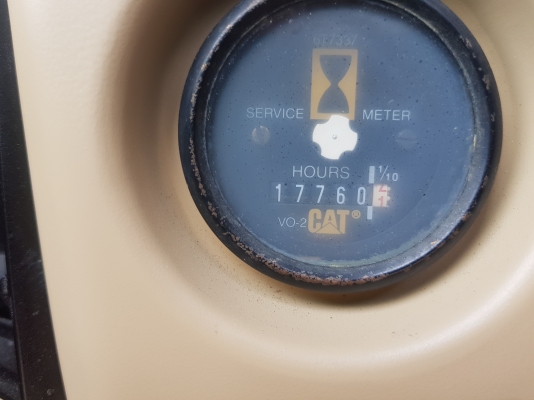 SERVICE METER
HOURS 1/10
17760
VO-2 CAT®